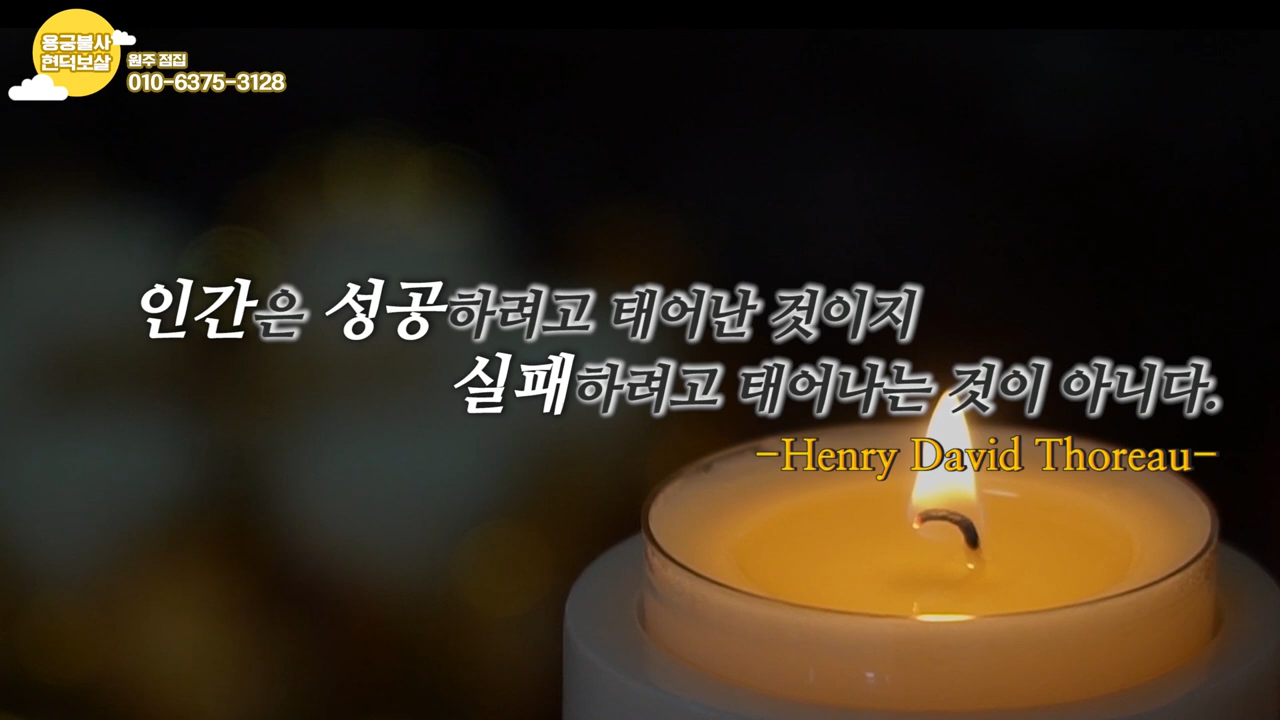 용궁불사
현덕보살
원주 점집
010-6375-3128
인간은 성공하려고 태어난 것이지
실패하려고 태어나는 것이 아니다.
-Henry David Thoreau-